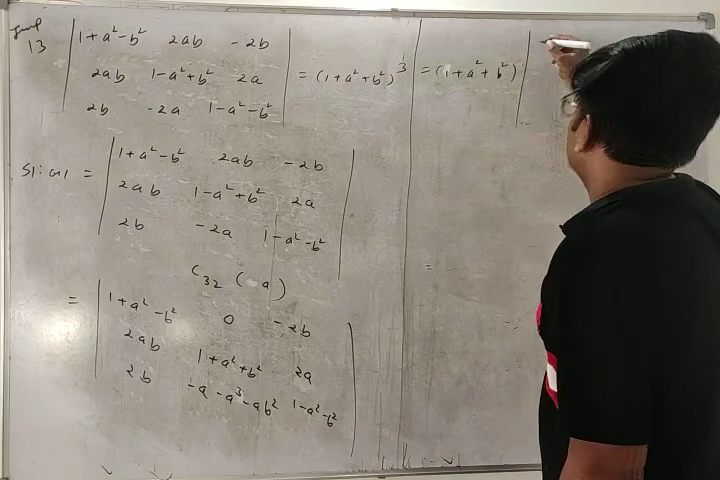 prove
13
1+a²-b² 2ab -2b
2ab 1-a²+b² 2a = (1+a²+b²)³
2b -2a 1-a²-b²
S1: LHS =
1+a²-b² 2ab -2b
2ab 1-a²+b² 2a
2b -2a 1-a²-b²
C₃₂ ( a)
=
1+a²-b² 0 -2b
2ab 1+a²+b² 2a
2b -a-a³-ab² 1-a²-b²
= (1+a²+b²)
=